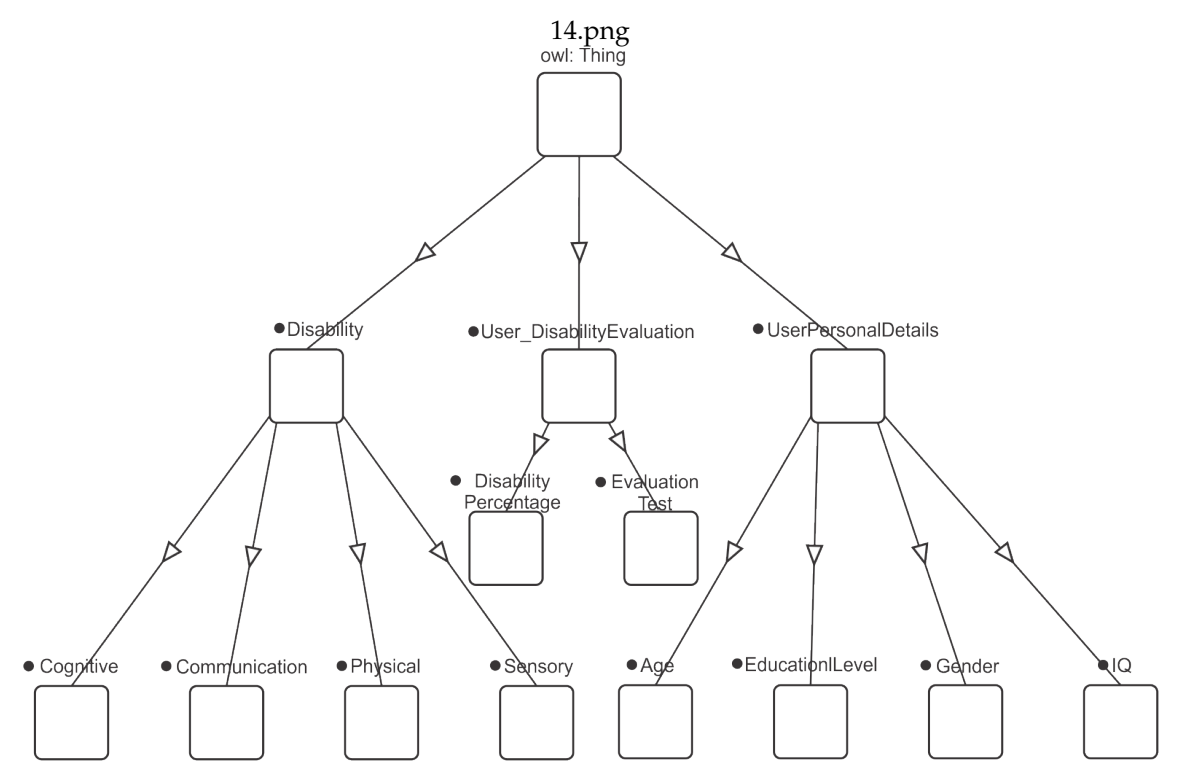 14.png
owl: Thing
Disability
User_DisabilityEvaluation
UserPersonalDetails
Disability
Percentage
Evaluation
Test
Cognitive
Communication
Physical
Sensory
Age
EducationlLevel
Gender
IQ